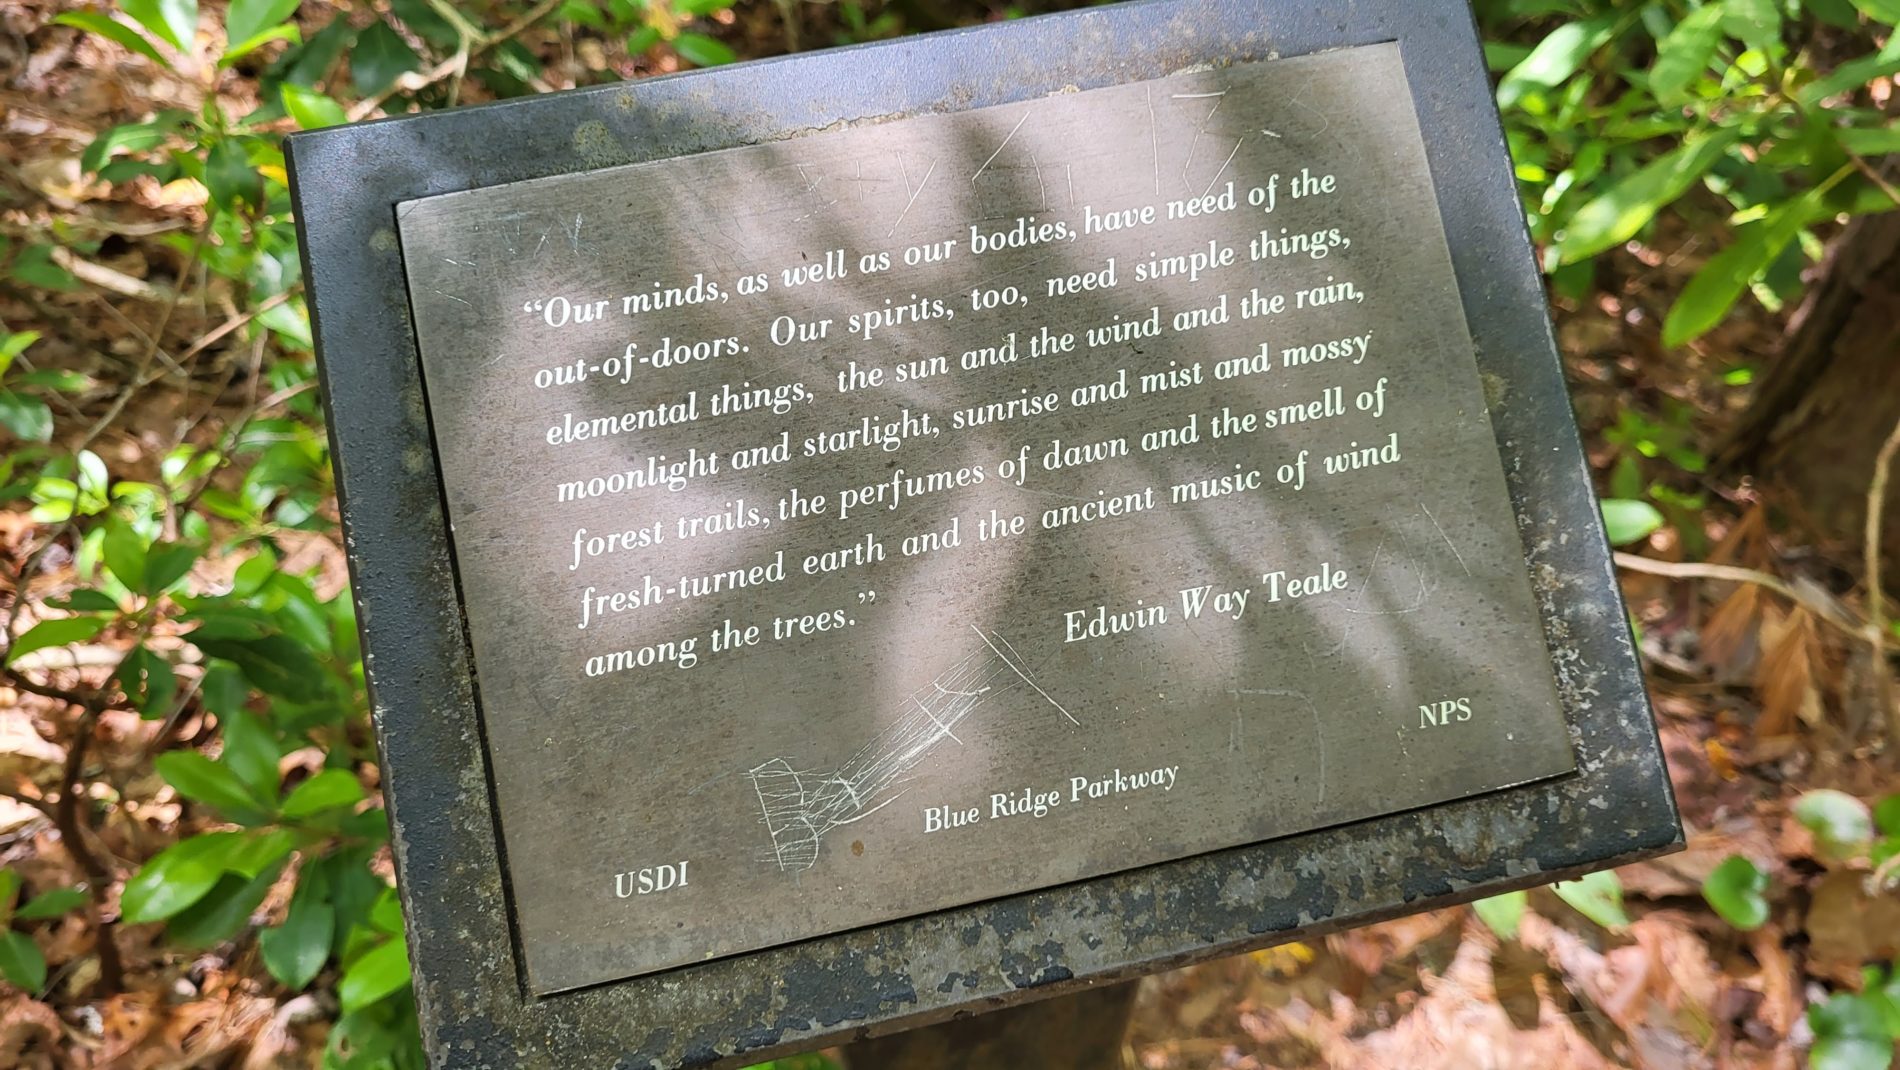 “Our minds, as well as our bodies, have need of the
out-of-doors. Our spirits, too, need simple things,
elemental things, the sun and the wind and the rain,
moonlight and starlight, sunrise and mist and mossy
forest trails, the perfumes of dawn and the smell of
fresh-turned earth and the ancient music of wind
among the trees.”
Edwin Way Teale
USDI
Blue Ridge Parkway
NPS